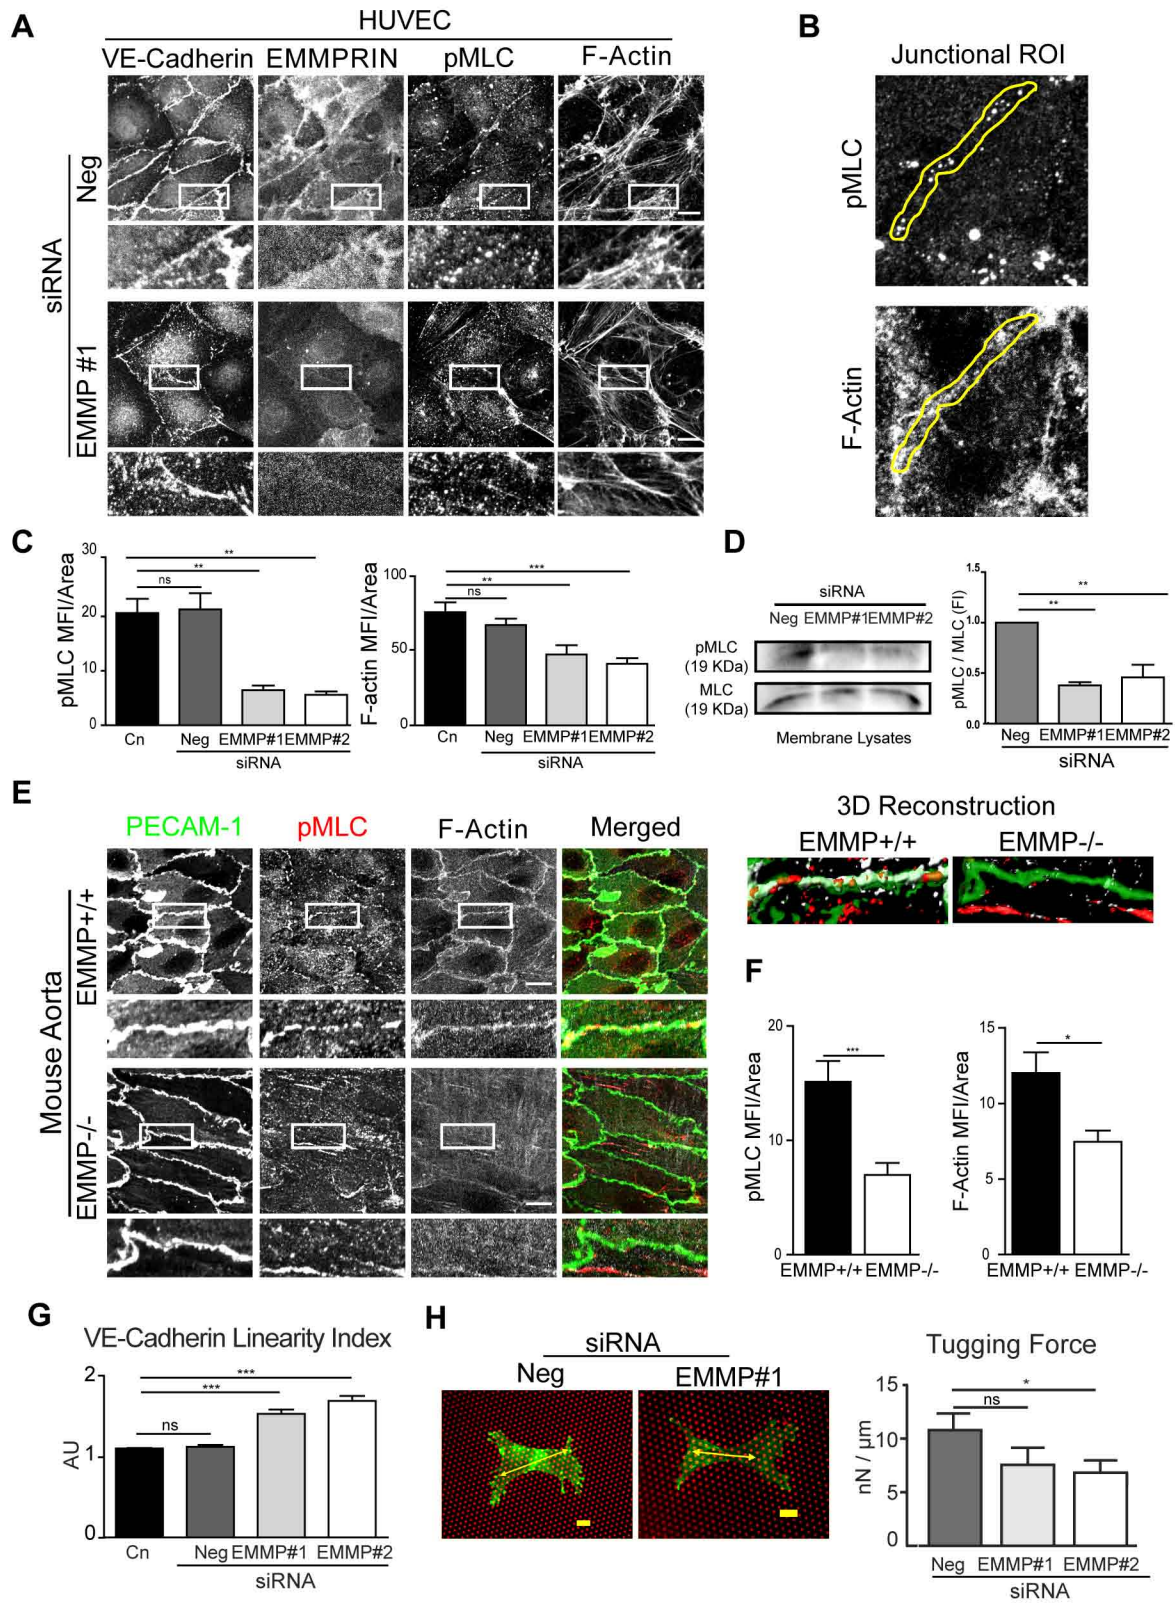 A
HUVEC
VE-Cadherin EMMPRIN pMLC F-Actin
siRNA
Neg
EMMP #1
B
Junctional ROI
pMLC
F-Actin
C
pMLC MFI/Area
30
20
10
0
**
**
ns
Cn Neg EMMP#1 EMMP#2
siRNA
F-actin MFI/Area
100
50
0
***
**
ns
Cn Neg EMMP#1 EMMP#2
siRNA
D
siRNA
Neg EMMP#1 EMMP#2
pMLC
(19 KDa)
MLC
(19 KDa)
Membrane Lysates
pMLC / MLC (FI)
1.5
1.0
0.5
0.0
**
**
Neg EMMP#1 EMMP#2
siRNA
E
PECAM-1 pMLC F-Actin Merged
Mouse Aorta
EMMP+/+
EMMP-/-
3D Reconstruction
EMMP+/+ EMMP-/-
F
pMLC MFI/Area
20
10
0
***
EMMP+/+ EMMP-/-
F-Actin MFI/Area
15
10
5
0
*
EMMP+/+ EMMP-/-
G
VE-Cadherin Linearity Index
AU
2
1
0
***
***
ns
Cn Neg EMMP#1 EMMP#2
siRNA
H
siRNA
Neg EMMP#1
Tugging Force
nN / µm
15
10
5
0
*
ns
Neg EMMP#1 EMMP#2
siRNA